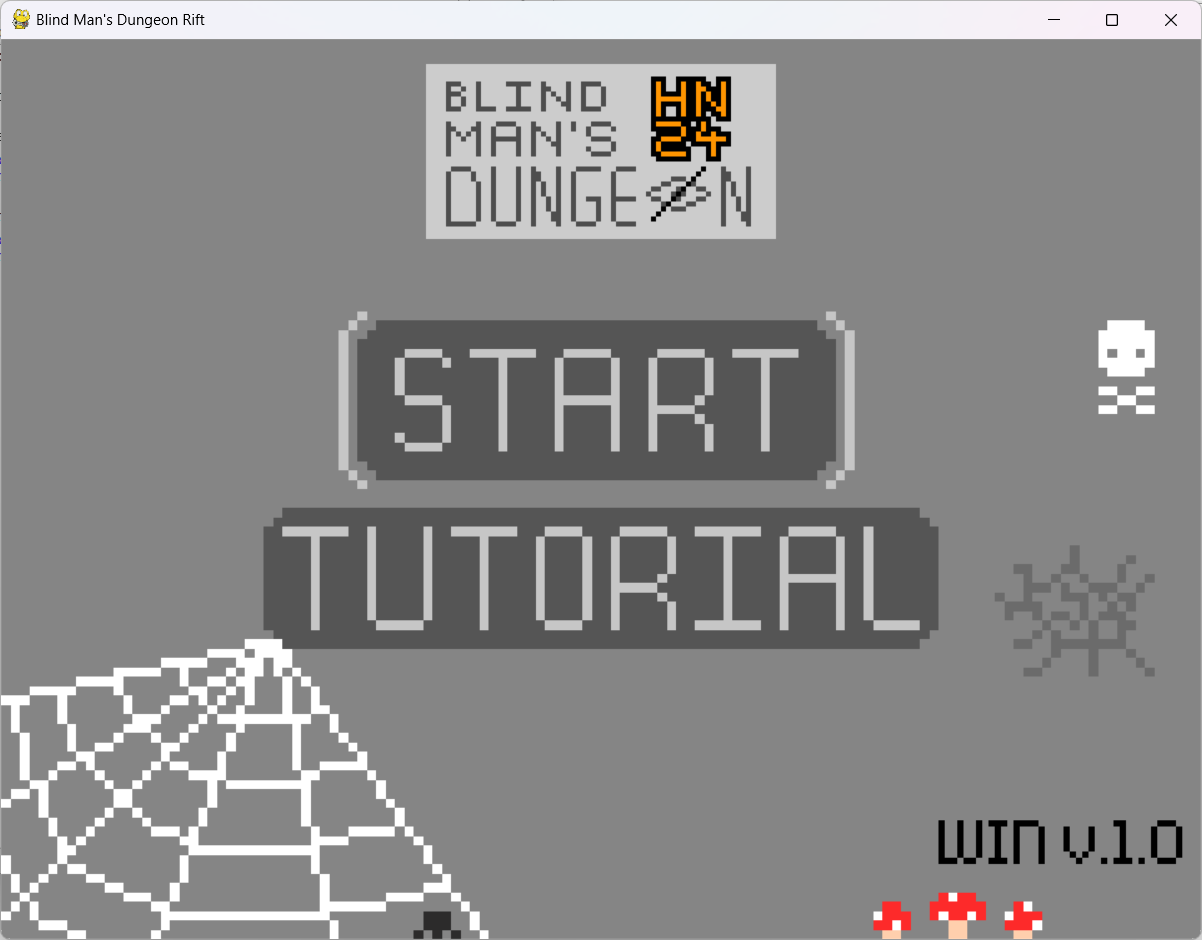 Blind Man's Dungeon Rift
BLIND
MAN'S
HN
24
DUNGEON
START
TUTORIAL
WIN v.1.0